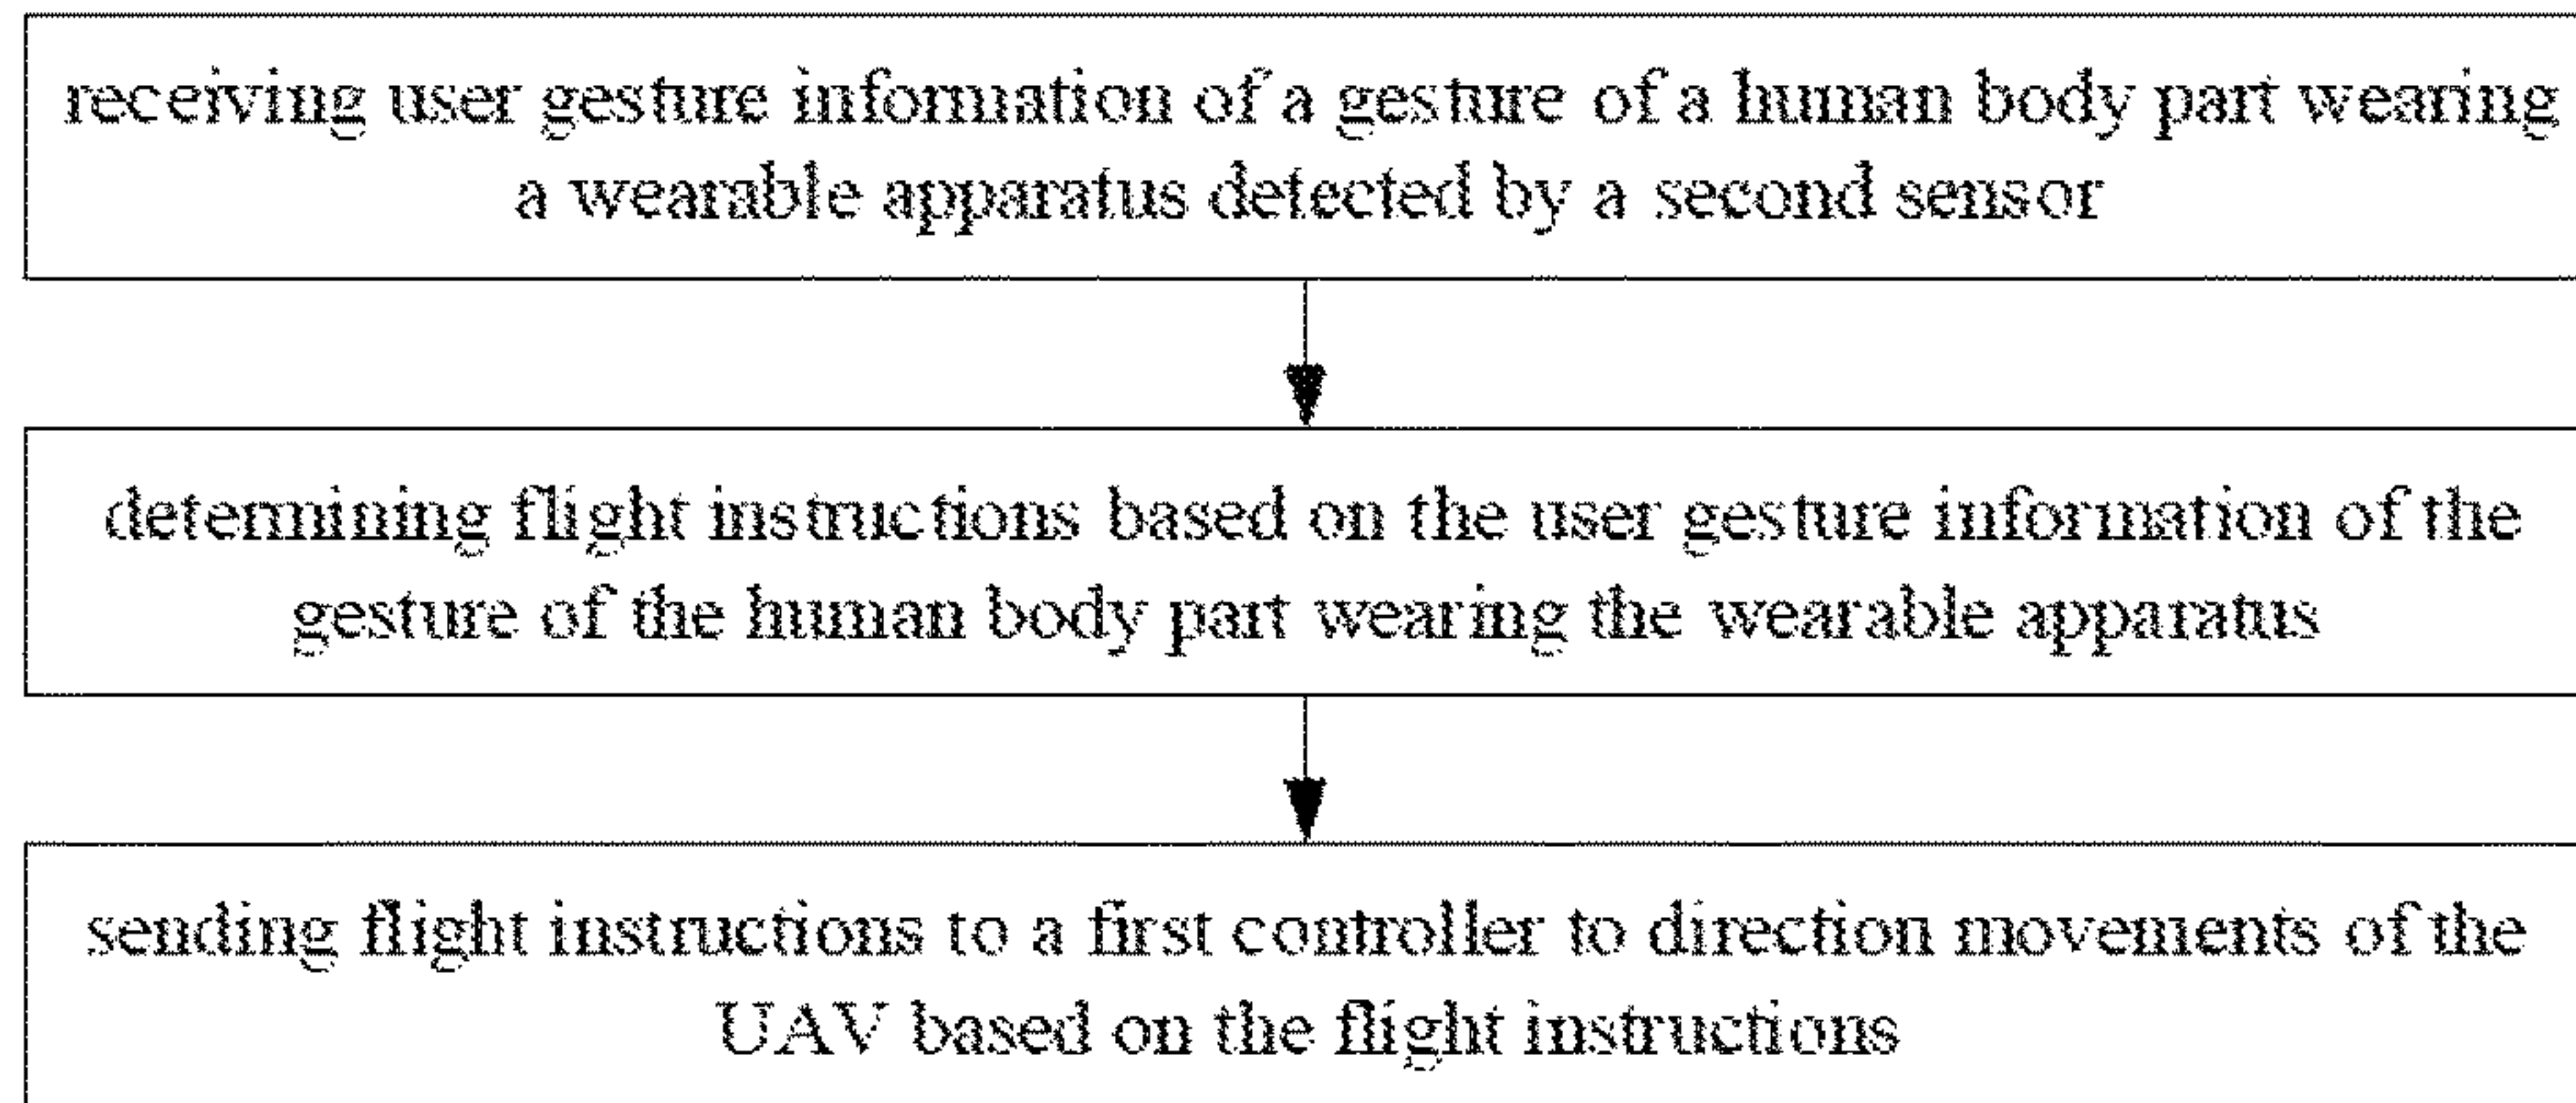 receiving user gesture information of a gesture of a human body part wearing
a wearable apparatus detected by a second sensor
determining flight instructions based on the user gesture information of the
gesture of the human body part wearing the wearable apparatus
sending flight instructions to a first controller to direction movements of the
UAV based on the flight instructions